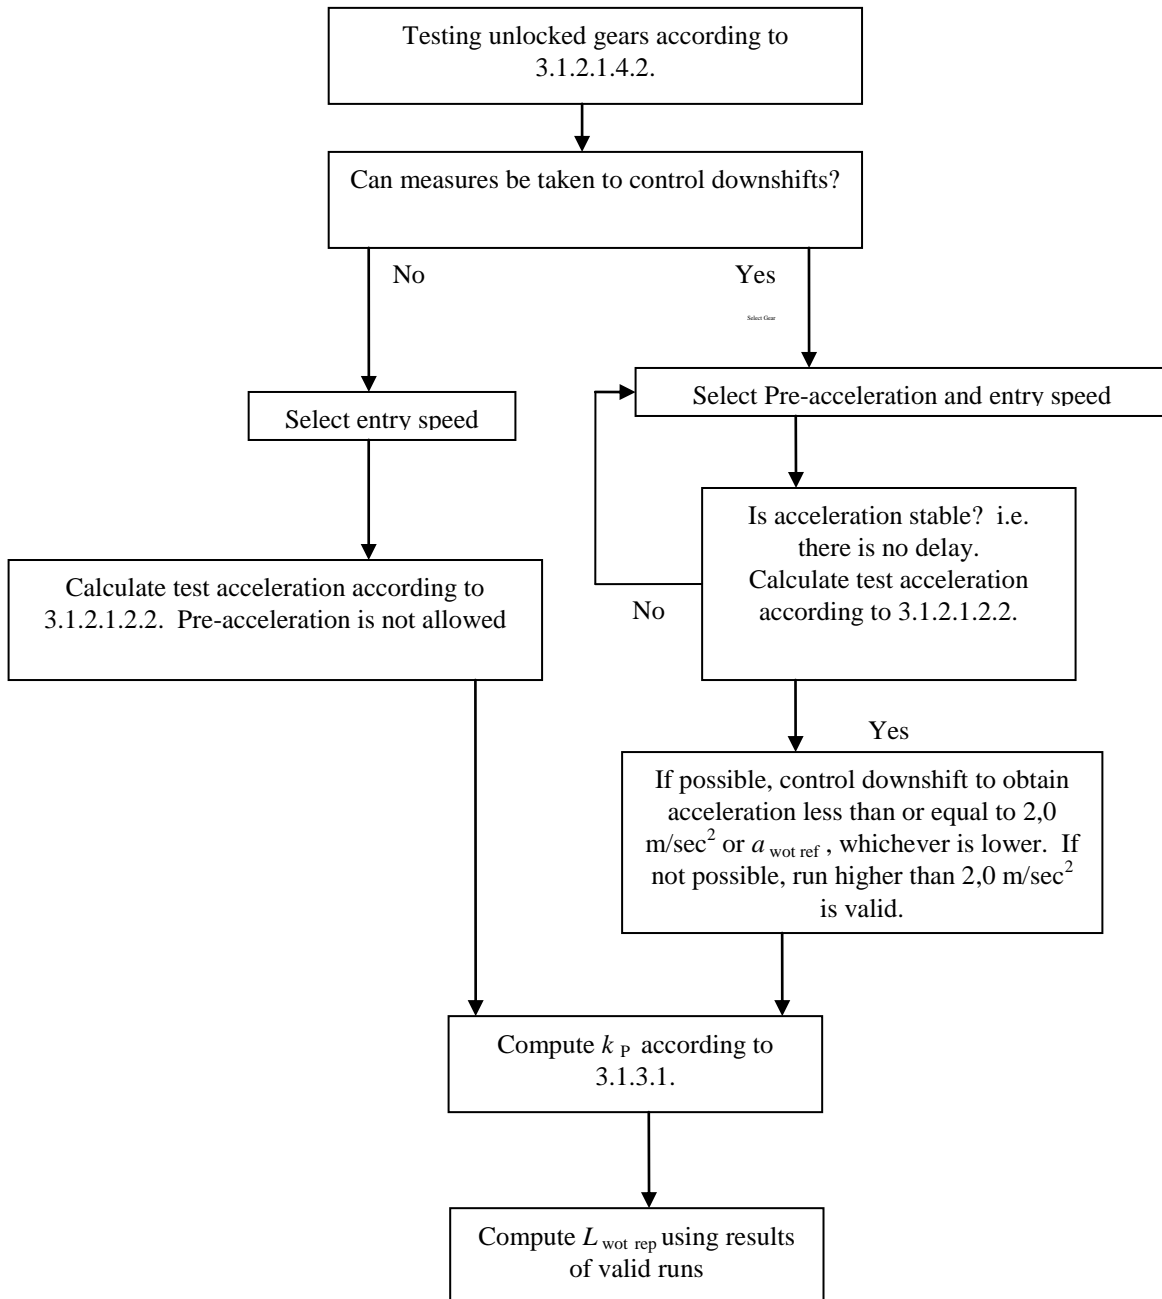 Testing unlocked gears according to
3.1.2.1.4.2.
Can measures be taken to control downshifts?
No
Yes
Select Gear
Select entry speed
Select Pre-acceleration and entry speed
Is acceleration stable? i.e.
there is no delay.
Calculate test acceleration
according to 3.1.2.1.2.2.
No
Calculate test acceleration according to
3.1.2.1.2.2. Pre-acceleration is not allowed
Yes
If possible, control downshift to obtain
acceleration less than or equal to 2,0
m/sec² or a wot ref , whichever is lower. If
not possible, run higher than 2,0 m/sec²
is valid.
Compute k P according to
3.1.3.1.
Compute L wot rep using results
of valid runs